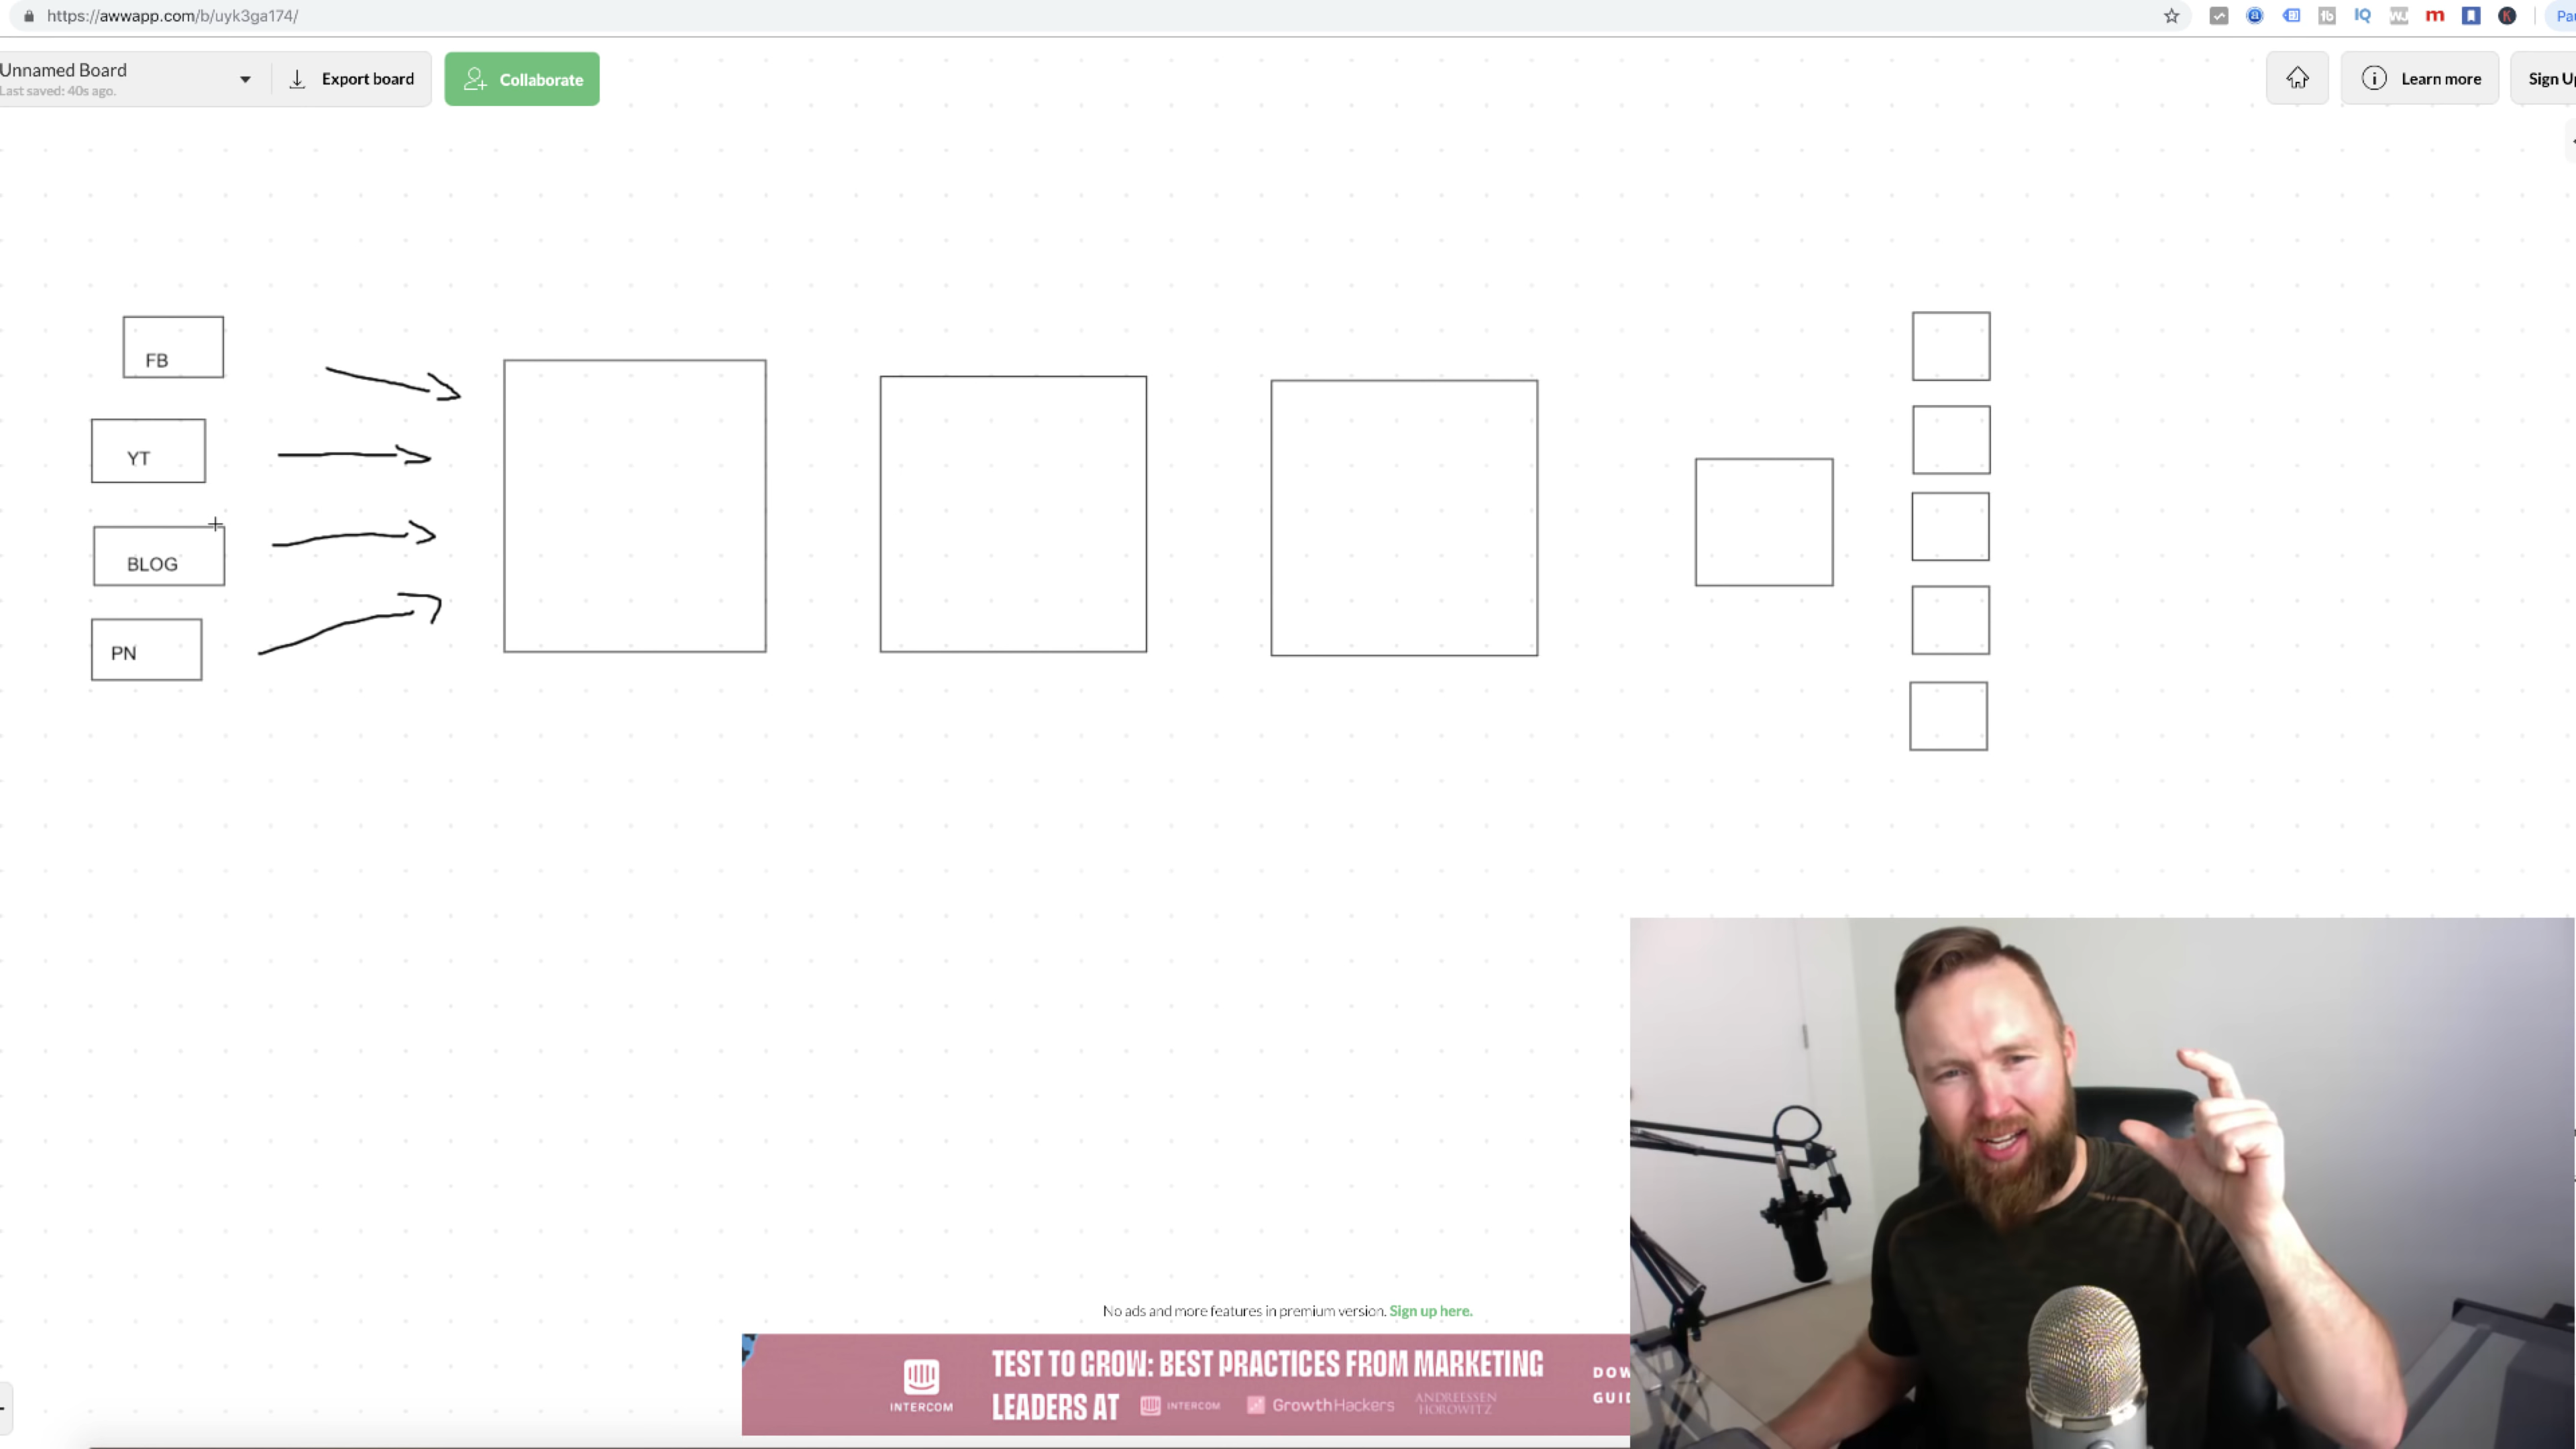 https://awwapp.com/b/uyk3ga174/
Unnamed Board
Last saved: 40s ago.
Export board
Collaborate
Learn more
Sign Up
FB
YT
BLOG
PN
No ads and more features in premium version. Sign up here.
INTERCOM
TEST TO GROW: BEST PRACTICES FROM MARKETING
LEADERS AT INTERCOM GrowthHackers ANDREESSEN HOROWITZ